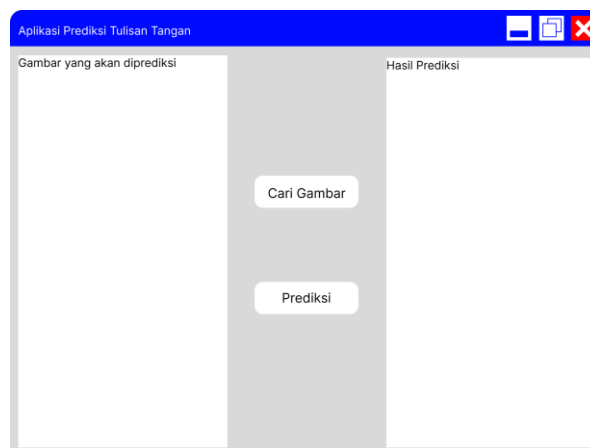 Aplikasi Prediksi Tulisan Tangan
Gambar yang akan diprediksi
Hasil Prediksi
Cari Gambar
Prediksi